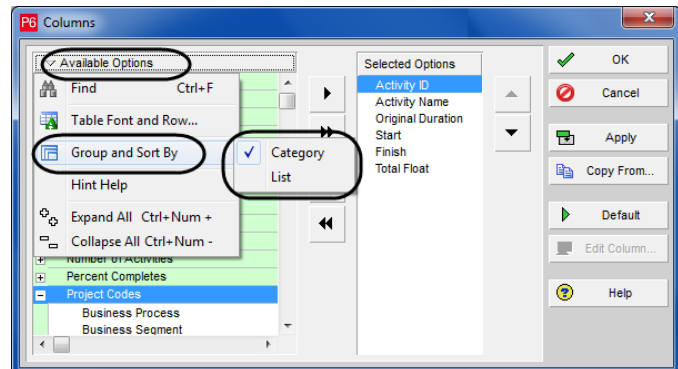 P6 Columns
Available Options
Find Ctrl+F
Table Font and Row...
Group and Sort By
Hint Help
Expand All Ctrl+Num +
Collapse All Ctrl+Num -
Category
List
Number of Activities
Percent Completes
Project Codes
Business Process
Business Segment
Selected Options
Activity ID
Activity Name
Original Duration
Start
Finish
Total Float
OK
Cancel
Apply
Copy From...
Default
Edit Column...
Help